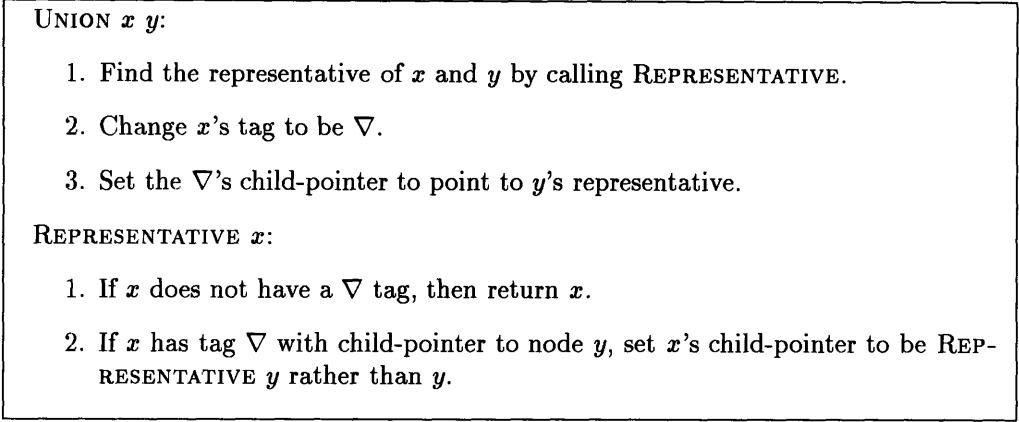 UNION x y:
1. Find the representative of x and y by calling REPRESENTATIVE.
2. Change x's tag to be ∇.
3. Set the ∇'s child-pointer to point to y's representative.
REPRESENTATIVE x:
1. If x does not have a ∇ tag, then return x.
2. If x has tag ∇ with child-pointer to node y, set x's child-pointer to be REP-
RESENTATIVE y rather than y.